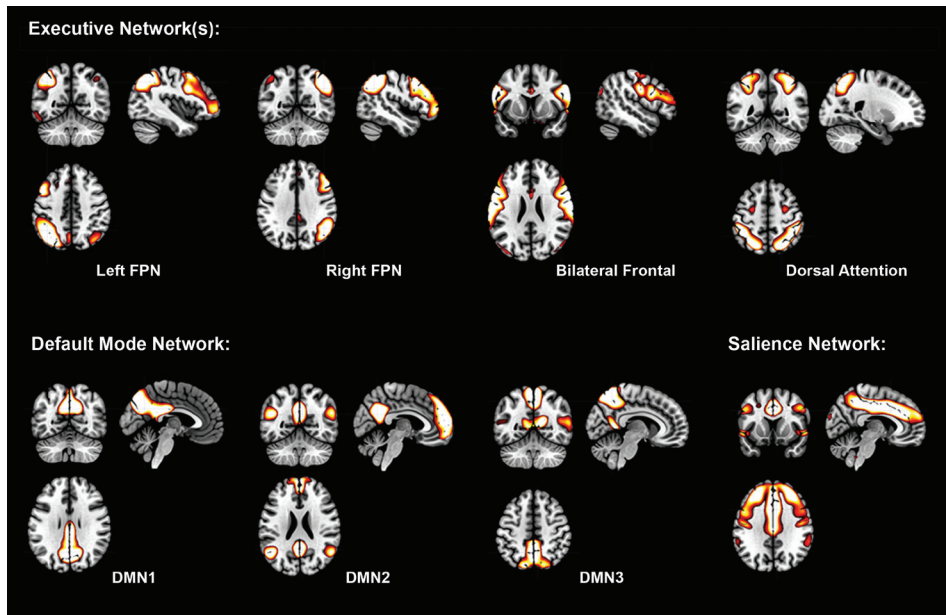 Executive Network(s):
Left FPN
Right FPN
Bilateral Frontal
Dorsal Attention
Default Mode Network:
Salience Network:
DMN1
DMN2
DMN3